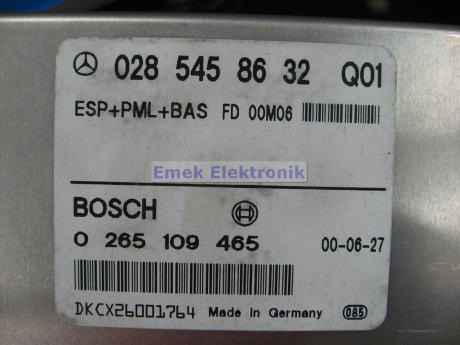 028 545 86 32 Q01
ESP+PML+BAS FD 00M06
Emek Elektronik
BOSCH
0 265 109 465 00-06-27
DKCX26001764 Made In Germany 085